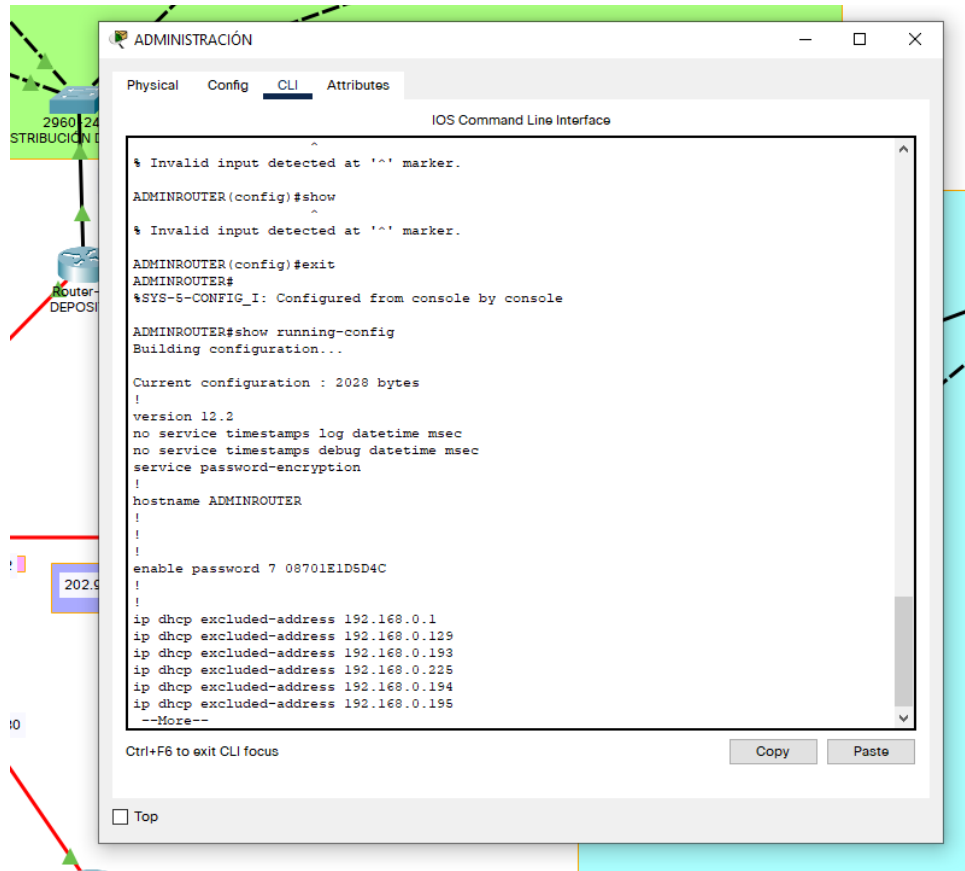 ADMINISTRACIÓN
Physical Config CLI Attributes
IOS Command Line Interface
^
% Invalid input detected at '^' marker.
ADMINROUTER(config)#show
^
% Invalid input detected at '^' marker.
ADMINROUTER(config)#exit
ADMINROUTER#
%SYS-5-CONFIG_I: Configured from console by console
ADMINROUTER#show running-config
Building configuration...
Current configuration : 2028 bytes
!
version 12.2
no service timestamps log datetime msec
no service timestamps debug datetime msec
service password-encryption
!
hostname ADMINROUTER
!
!
!
enable password 7 08701E1D5D4C
!
!
ip dhcp excluded-address 192.168.0.1
ip dhcp excluded-address 192.168.0.129
ip dhcp excluded-address 192.168.0.193
ip dhcp excluded-address 192.168.0.225
ip dhcp excluded-address 192.168.0.194
ip dhcp excluded-address 192.168.0.195
--More--
Ctrl+F6 to exit CLI focus
Copy Paste
Top
2960-24
STRIBUCIÓN D
Router-
DEPOSI
202.9